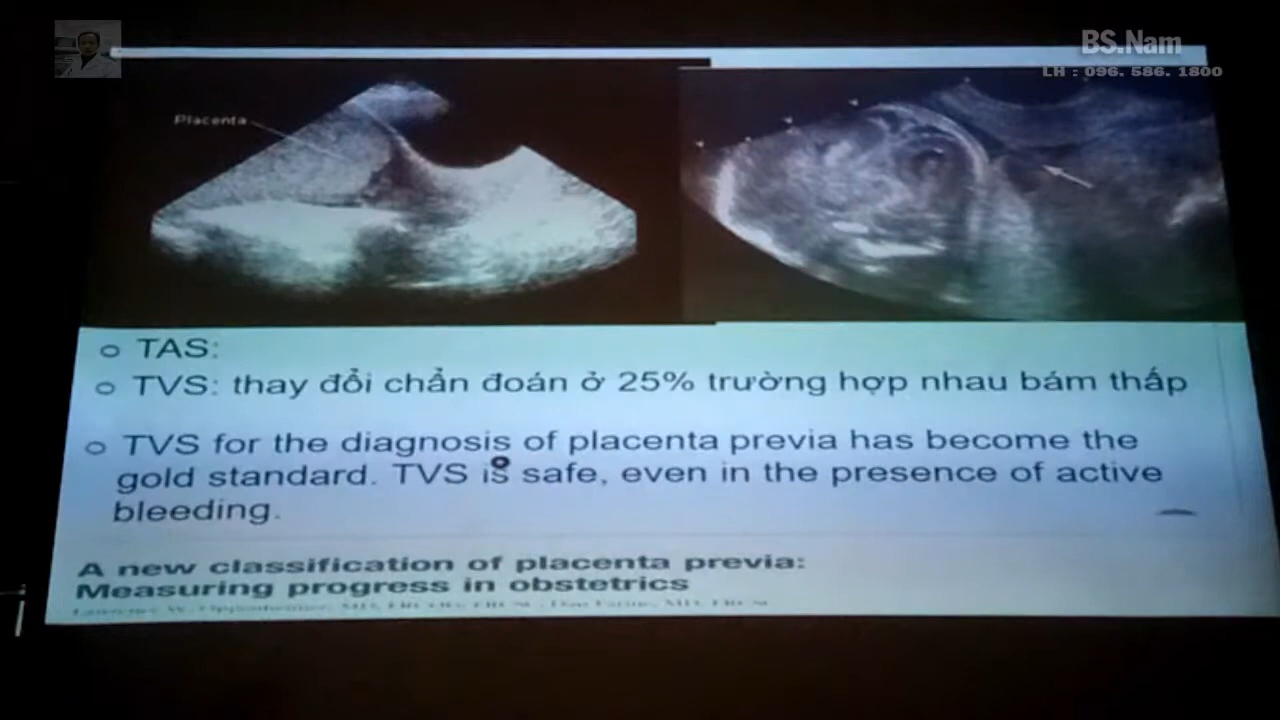 BS.Nam
LH : 096. 586. 1800
Placenta
TAS:
TVS: thay đổi chẩn đoán ở 25% trường hợp nhau bám thấp
TVS for the diagnosis of placenta previa has become the
gold standard. TVS is safe, even in the presence of active
bleeding.
A new classification of placenta previa:
Measuring progress in obstetrics